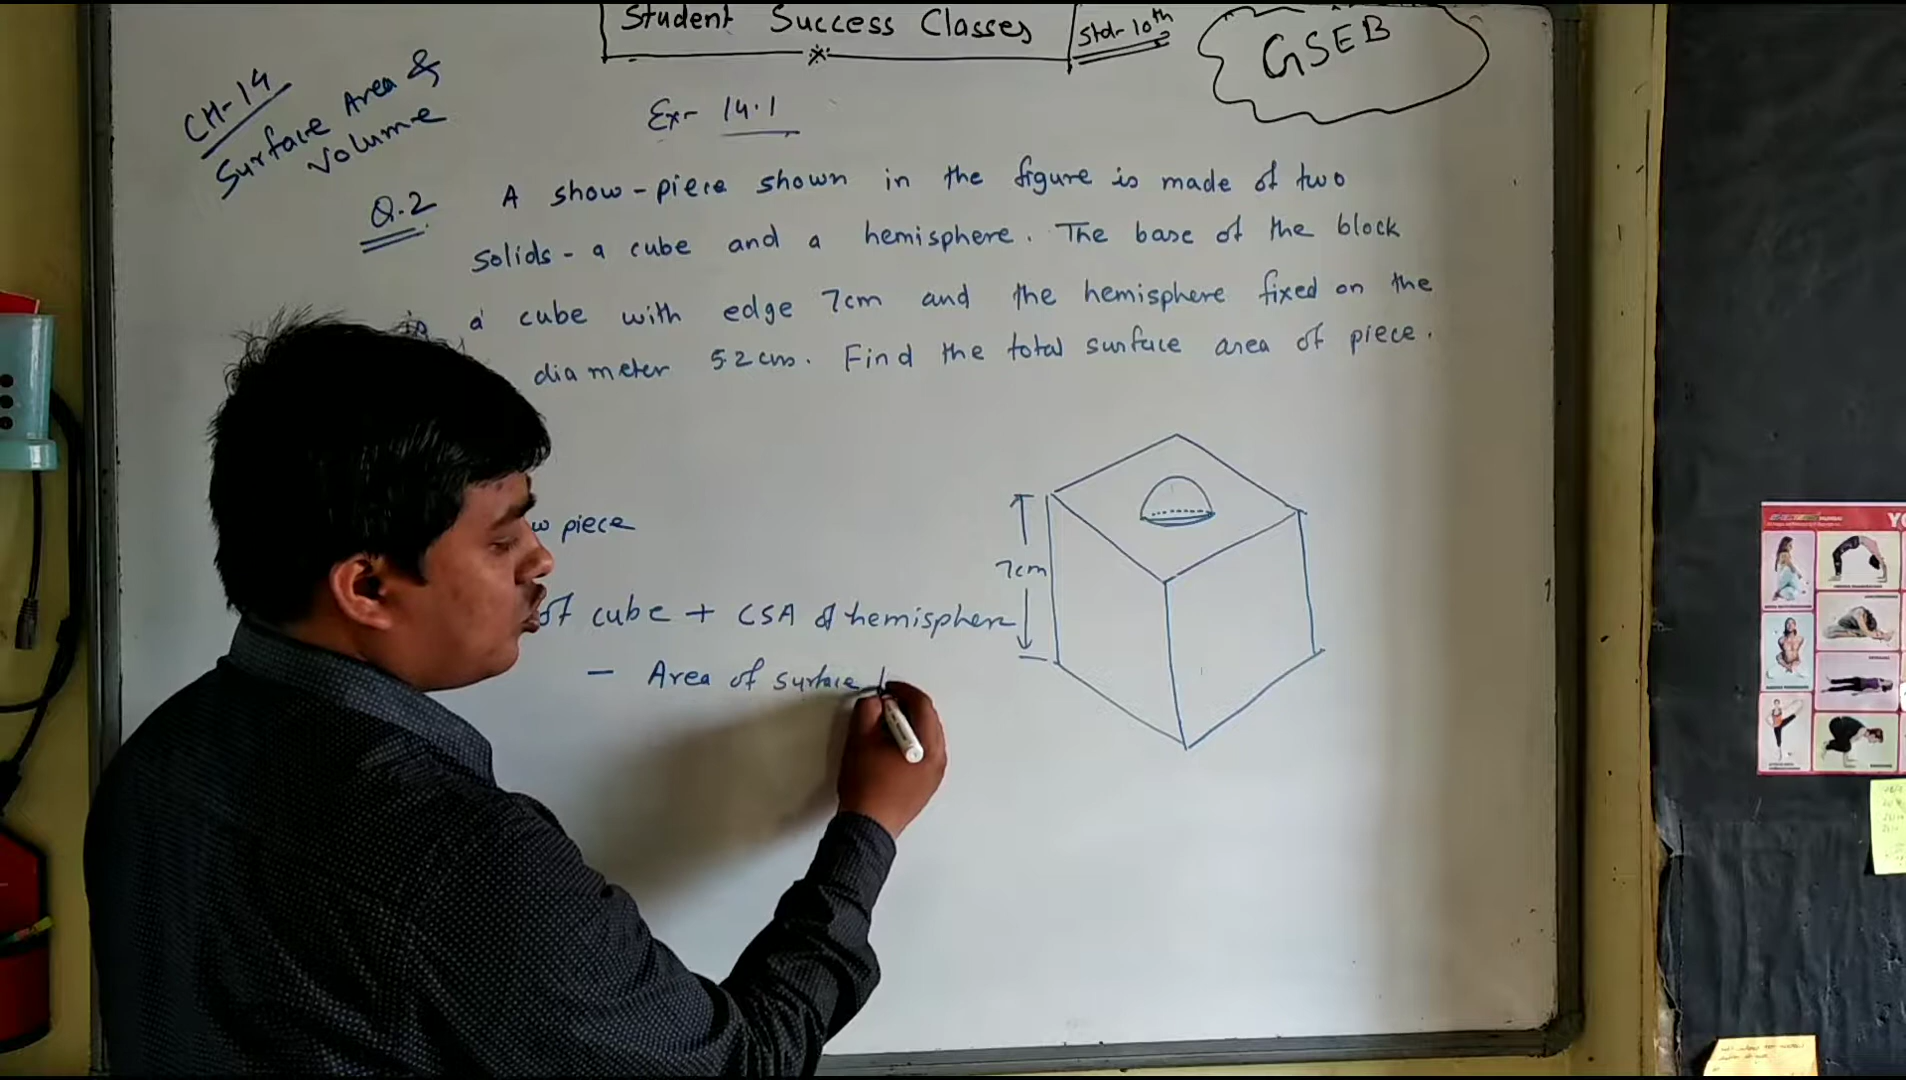 Student Success Classes
Std-10th
GSEB
CH-14
Surface Area &
Volume
Ex- 14.1
Q.2 A show-piece shown in the figure is made of two
solids - a cube and a hemisphere. The base of the block
is a cube with edge 7cm and the hemisphere fixed on the
diameter 5.2 cm. Find the total surface area of piece.
w piece
of cube + CSA of hemisphere
- Area of surface
7cm